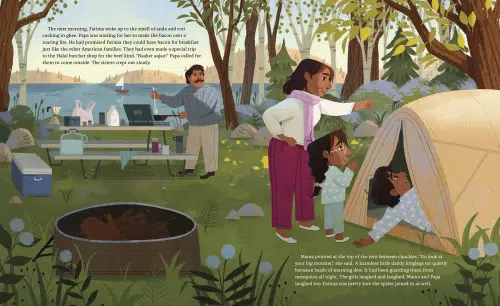 The next morning, Fatima woke up to the smell of anda and roti
cooking in ghee. Papa was waiting for her to make the bacon over a
roaring fire. He had promised Fatima they could have bacon for breakfast
just like the other American families. They had even made a special trip
to the Halal butcher shop for the beef kind. "Baahar aajao!" Papa called for
them to come outside. The sisters crept out slowly.
Mama pointed at the top of the tent between chuckles. "Go look at
your big monster," she said. A harmless little daddy longlegs sat quietly
between beads of morning dew. It had been guarding them from
mosquitos all night. The girls laughed and laughed. Mama and Papa
laughed too. Fatima was pretty sure the spider joined in as well.